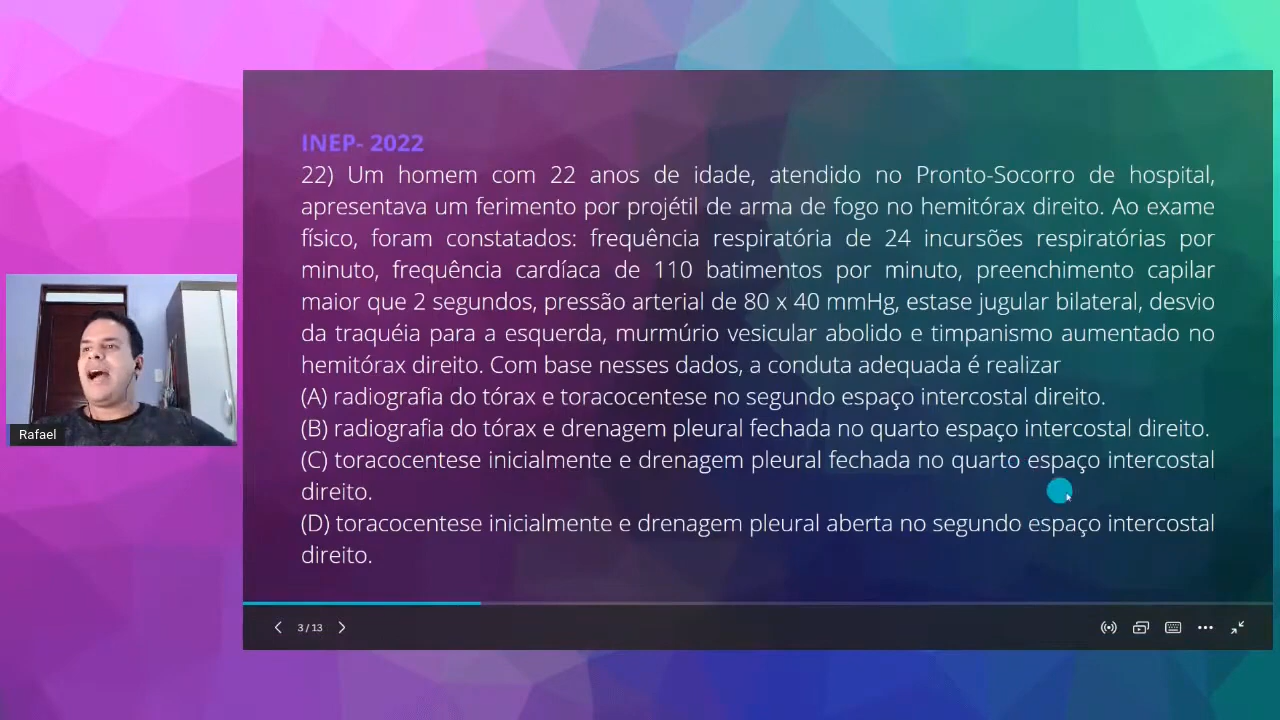 INEP- 2022
22) Um homem com 22 anos de idade, atendido no Pronto-Socorro de hospital,
apresentava um ferimento por projétil de arma de fogo no hemitórax direito. Ao exame
físico, foram constatados: frequência respiratória de 24 incursões respiratórias por
minuto, frequência cardíaca de 110 batimentos por minuto, preenchimento capilar
maior que 2 segundos, pressão arterial de 80 x 40 mmHg, estase jugular bilateral, desvio
da traquéia para a esquerda, murmúrio vesicular abolido e timpanismo aumentado no
hemitórax direito. Com base nesses dados, a conduta adequada é realizar
(A) radiografia do tórax e toracocentese no segundo espaço intercostal direito.
(B) radiografia do tórax e drenagem pleural fechada no quarto espaço intercostal direito.
(C) toracocentese inicialmente e drenagem pleural fechada no quarto espaço intercostal
direito.
(D) toracocentese inicialmente e drenagem pleural aberta no segundo espaço intercostal
direito.
Rafael
3 / 13